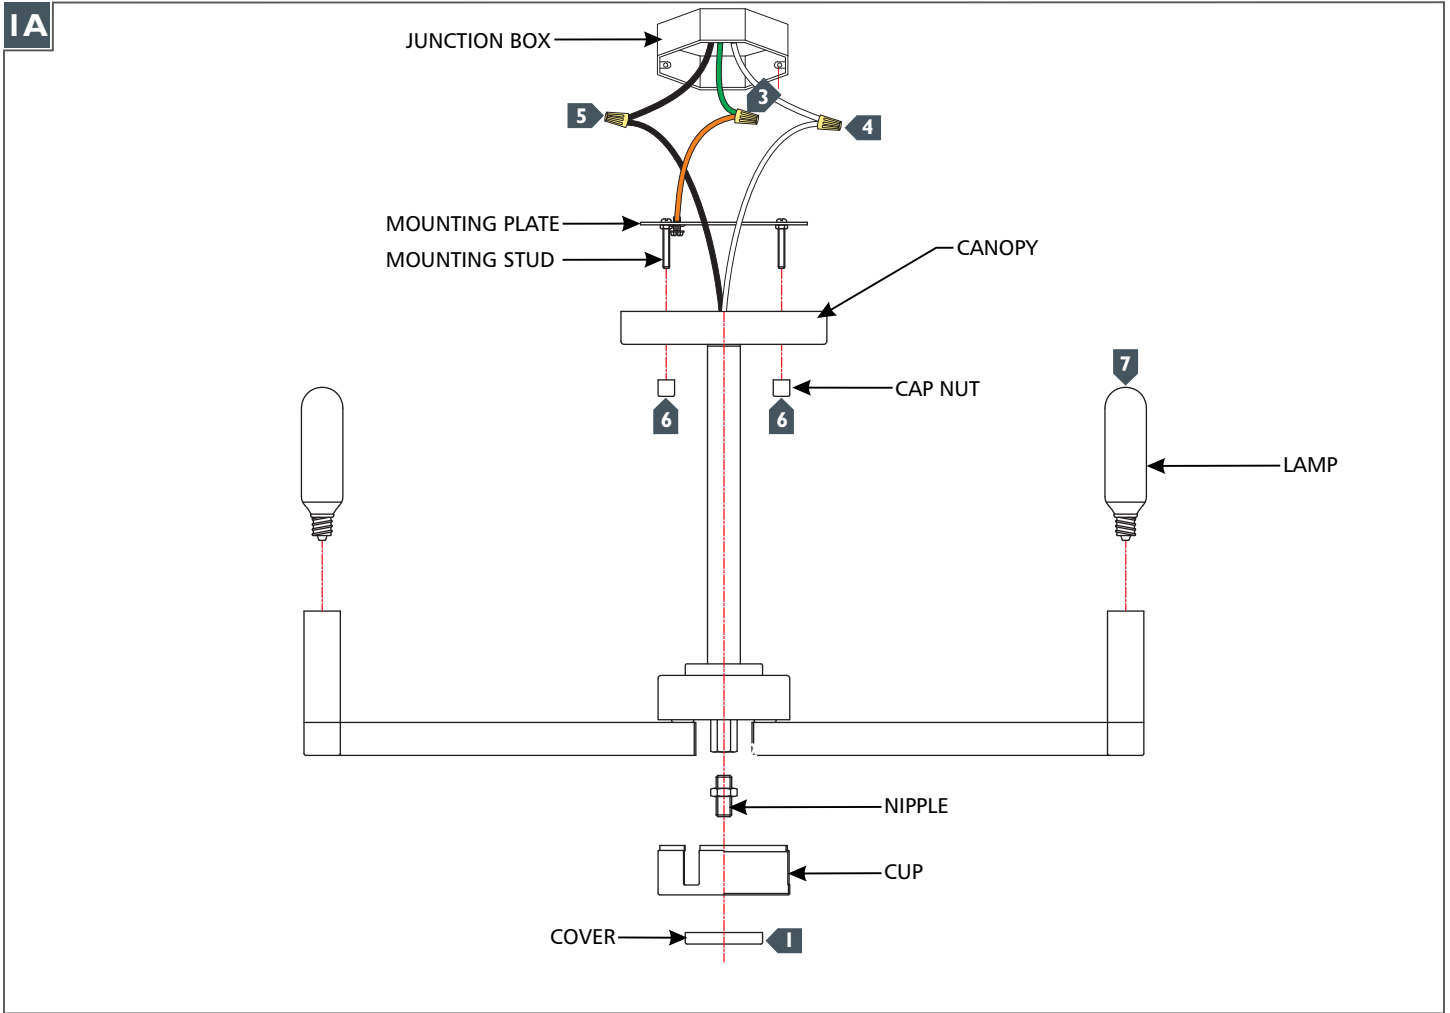 1A
JUNCTION BOX
3
5
4
MOUNTING PLATE
MOUNTING STUD
CANOPY
7
CAP NUT
6
6
LAMP
NIPPLE
CUP
COVER
1